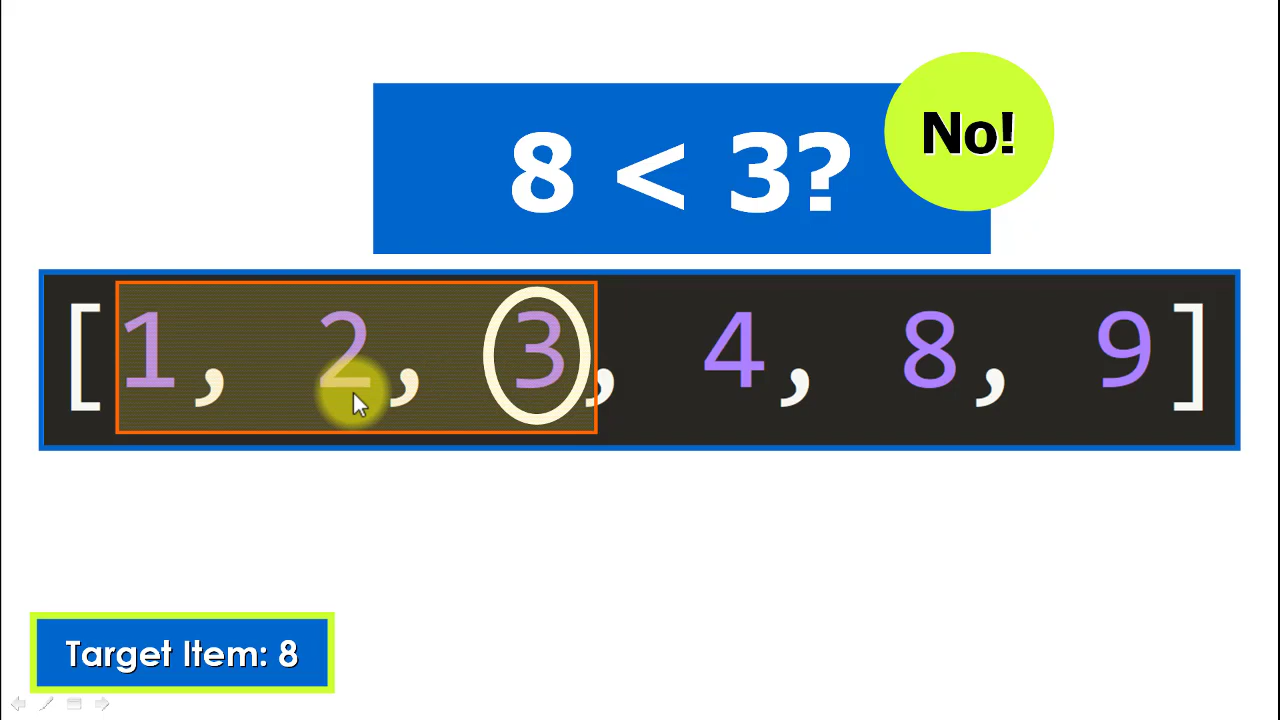 8 < 3?
No!
[1, 2, 3, 4, 8, 9]
Target Item: 8